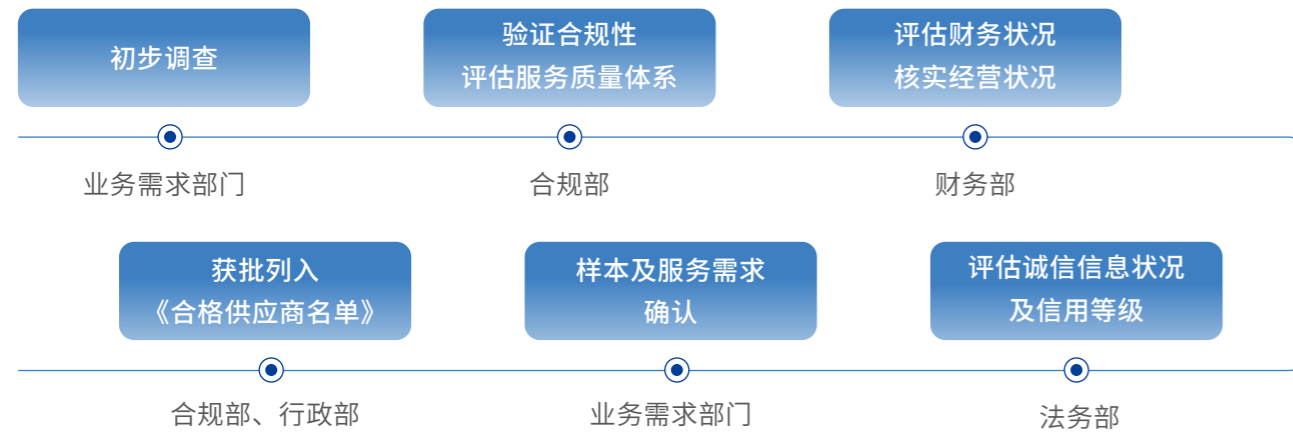 初步调查
验证合规性
评估服务质量体系
评估财务状况
核实经营状况
业务需求部门
合规部
财务部
获批列入
《合格供应商名单》
样本及服务需求
确认
评估诚信信息状况
及信用等级
合规部、行政部
业务需求部门
法务部